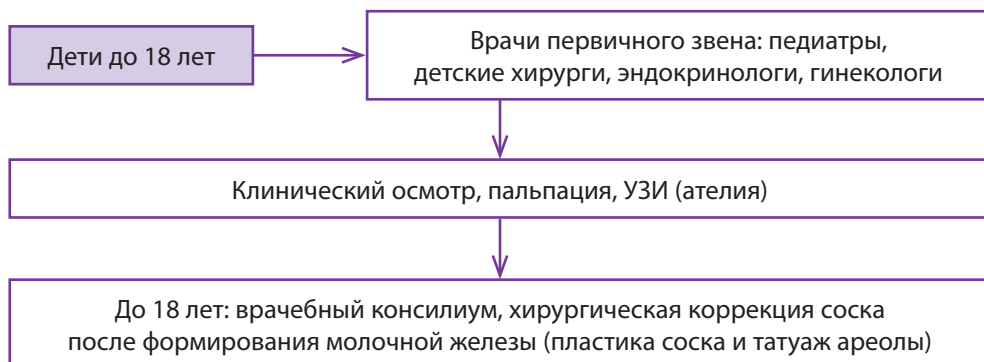 Дети до 18 лет
Врачи первичного звена: педиатры,
детские хирурги, эндокринологи, гинекологи
Клинический осмотр, пальпация, УЗИ (ателия)
До 18 лет: врачебный консилиум, хирургическая коррекция соска
после формирования молочной железы (пластика соска и татуаж ареолы)